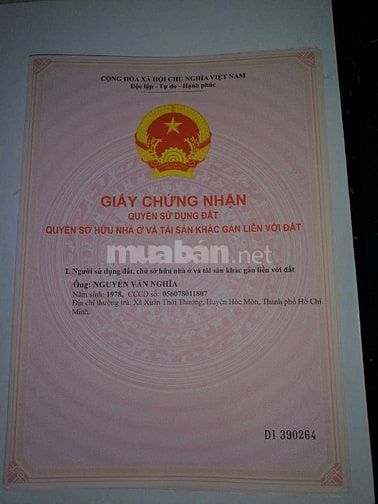 CỘNG HÒA XÃ HỘI CHỦ NGHĨA VIỆT NAM
Độc lập - Tự do - Hạnh phúc
GIẤY CHỨNG NHẬN
QUYỀN SỬ DỤNG ĐẤT
QUYỀN SỞ HỮU NHÀ Ở VÀ TÀI SẢN KHÁC GẮN LIỀN VỚI ĐẤT
muabán.net
I. Người sử dụng đất, chủ sở hữu nhà ở và tài sản khác gắn liền với đất
Ông: NGUYỄN VĂN NGHĨA
Năm sinh: 1978, CCCD số: 056078011807
Địa chỉ thường trú: Xã Xuân Thới Thượng, Huyện Hóc Môn, Thành phố Hồ Chí
Minh.
muabán.net
DI 390264